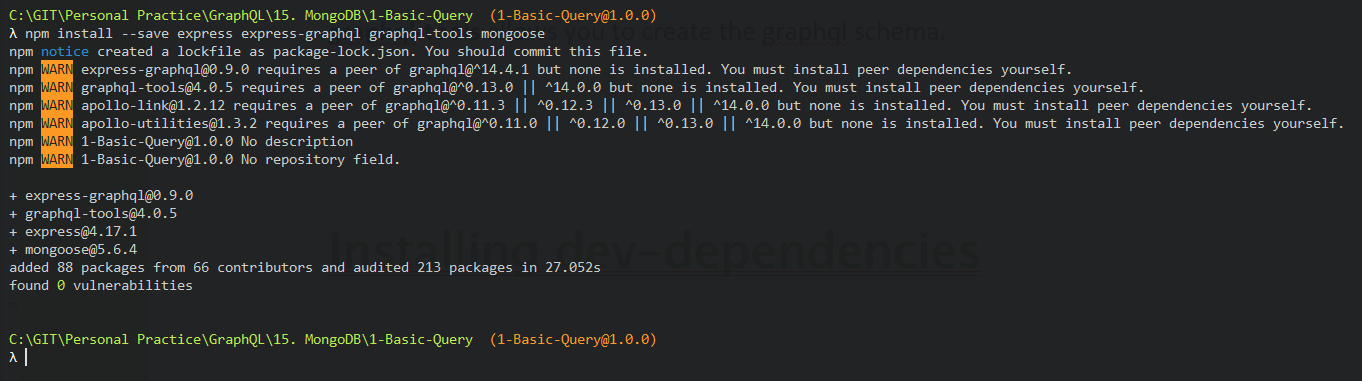 C:\GIT\Personal Practice\GraphQL\15. MongoDB\1-Basic-Query  (1-Basic-Query@1.0.0)
s you to create the graphql schema.
λ npm install --save express express-graphql graphql-tools mongoose
npm notice created a lockfile as package-lock.json. You should commit this file.
npm WARN express-graphql@0.9.0 requires a peer of graphql@^14.4.1 but none is installed. You must install peer dependencies yourself.
npm WARN graphql-tools@4.0.5 requires a peer of graphql@^0.13.0 || ^14.0.0 but none is installed. You must install peer dependencies yourself.
npm WARN apollo-link@1.2.12 requires a peer of graphql@^0.11.3 || ^0.12.3 || ^0.13.0 || ^14.0.0 but none is installed. You must install peer dependencies yourself.
npm WARN apollo-utilities@1.3.2 requires a peer of graphql@^0.11.0 || ^0.12.0 || ^0.13.0 || ^14.0.0 but none is installed. You must install peer dependencies yourself.
npm WARN 1-Basic-Query@1.0.0 No description
npm WARN 1-Basic-Query@1.0.0 No repository field.
+ express-graphql@0.9.0
+ graphql-tools@4.0.5
+ express@4.17.1
+ mongoose@5.6.4
Installing dev-dependencies
added 88 packages from 66 contributors and audited 213 packages in 27.052s
found 0 vulnerabilities
C:\GIT\Personal Practice\GraphQL\15. MongoDB\1-Basic-Query  (1-Basic-Query@1.0.0)
λ